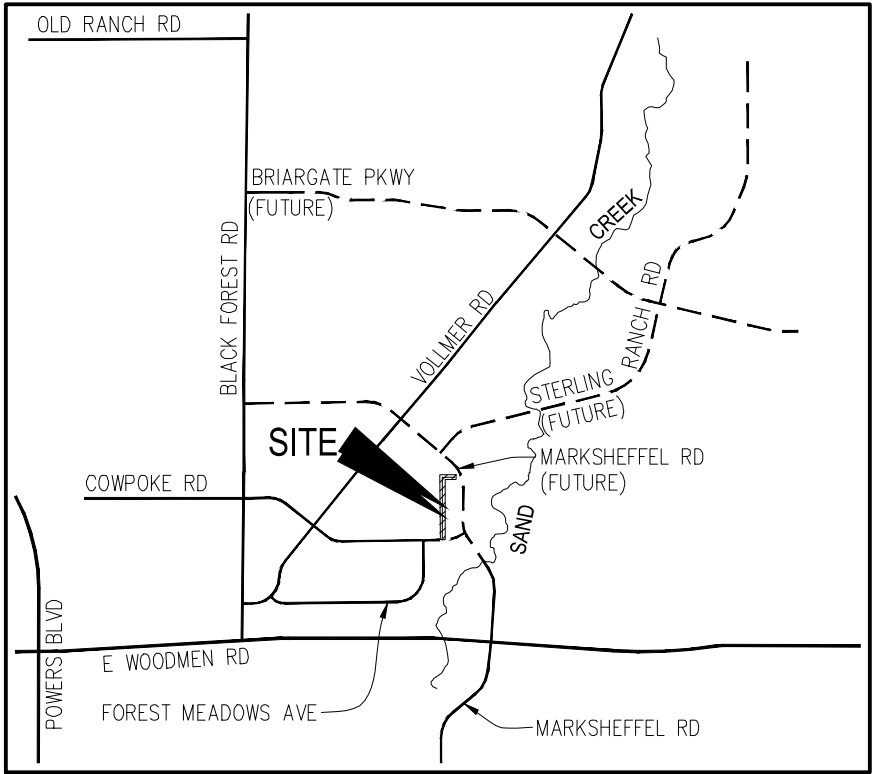 OLD RANCH RD
BRIARGATE PKWY
(FUTURE)
CREEK
BLACK FOREST RD
VOLLMER RD
RANCH RD
STERLING
(FUTURE)
SITE
MARKSHEFFEL RD
(FUTURE)
COWPOKE RD
SAND
POWERS BLVD
E WOODMEN RD
FOREST MEADOWS AVE
MARKSHEFFEL RD